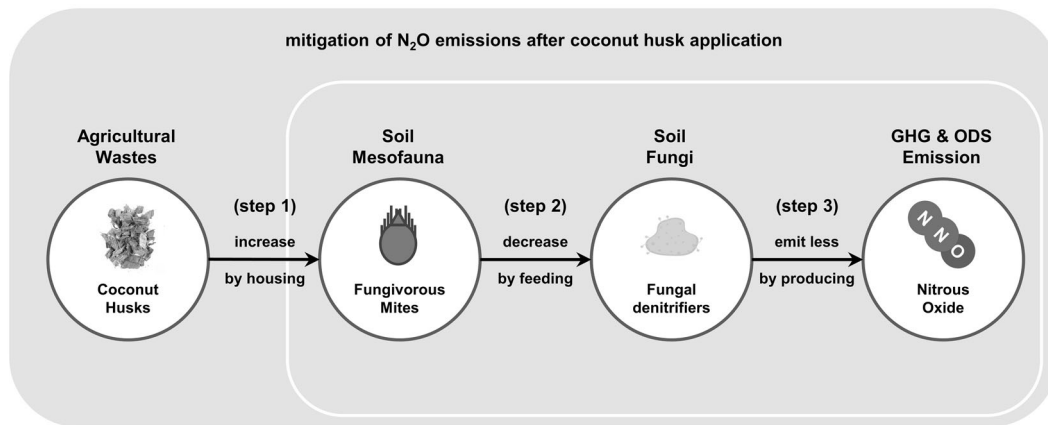 mitigation of N₂O emissions after coconut husk application
Agricultural
Wastes
Coconut
Husks
(step 1)
increase
by housing
Soil
Mesofauna
Fungivorous
Mites
(step 2)
decrease
by feeding
Soil
Fungi
Fungal
denitrifiers
(step 3)
emit less
by producing
GHG & ODS
Emission
N N O
Nitrous
Oxide